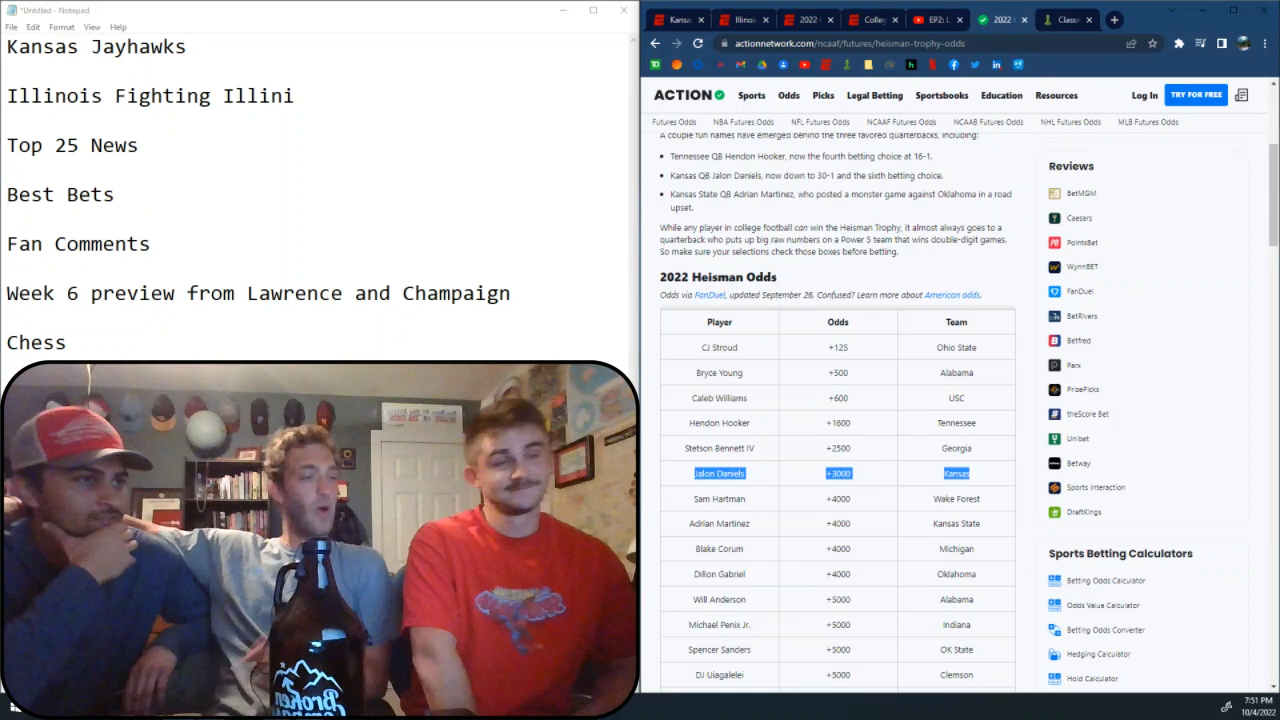 *Untitled - Notepad
File Edit Format View Help
Kansas Jayhawks
Illinois Fighting Illini
Top 25 News
Best Bets
Fan Comments
Week 6 preview from Lawrence and Champaign
Chess
Kansa
Illinoi
2022
Colleg
EP2: L
2022
Classr
actionnetwork.com/ncaaf/futures/heisman-trophy-odds
ACTION Sports Odds Picks Legal Betting Sportsbooks Education Resources Log In TRY FOR FREE
Futures Odds NBA Futures Odds NFL Futures Odds NCAAF Futures Odds NCAAB Futures Odds NHL Futures Odds MLB Futures Odds
A couple fun names have emerged behind the three favored quarterbacks, including:
• Tennessee QB Hendon Hooker, now the fourth betting choice at 16-1.
• Kansas QB Jalon Daniels, now down to 30-1 and the sixth betting choice.
• Kansas State QB Adrian Martinez, who posted a monster game against Oklahoma in a road
upset.
While any player in college football can win the Heisman Trophy, it almost always goes to a
quarterback who puts up big raw numbers on a Power 5 team that wins double-digit games.
So make sure your selections check those boxes before betting.
2022 Heisman Odds
Odds via FanDuel, updated September 26. Confused? Learn more about American odds.
Player Odds Team
CJ Stroud +125 Ohio State
Bryce Young +500 Alabama
Caleb Williams +600 USC
Hendon Hooker +1600 Tennessee
Stetson Bennett IV +2500 Georgia
Jalon Daniels +3000 Kansas
Sam Hartman +4000 Wake Forest
Adrian Martinez +4000 Kansas State
Blake Corum +4000 Michigan
Dillon Gabriel +4000 Oklahoma
Will Anderson +5000 Alabama
Michael Penix Jr. +5000 Indiana
Spencer Sanders +5000 OK State
DJ Uiagalelei +5000 Clemson
Reviews
BetMGM
Caesars
PointsBet
WynnBET
FanDuel
BetRivers
Betfred
Parx
PrizePicks
theScore Bet
Unibet
Betway
Sports Interaction
DraftKings
Sports Betting Calculators
Betting Odds Calculator
Odds Value Calculator
Betting Odds Converter
Hedging Calculator
Hold Calculator
Broken
7:51 PM
10/4/2022